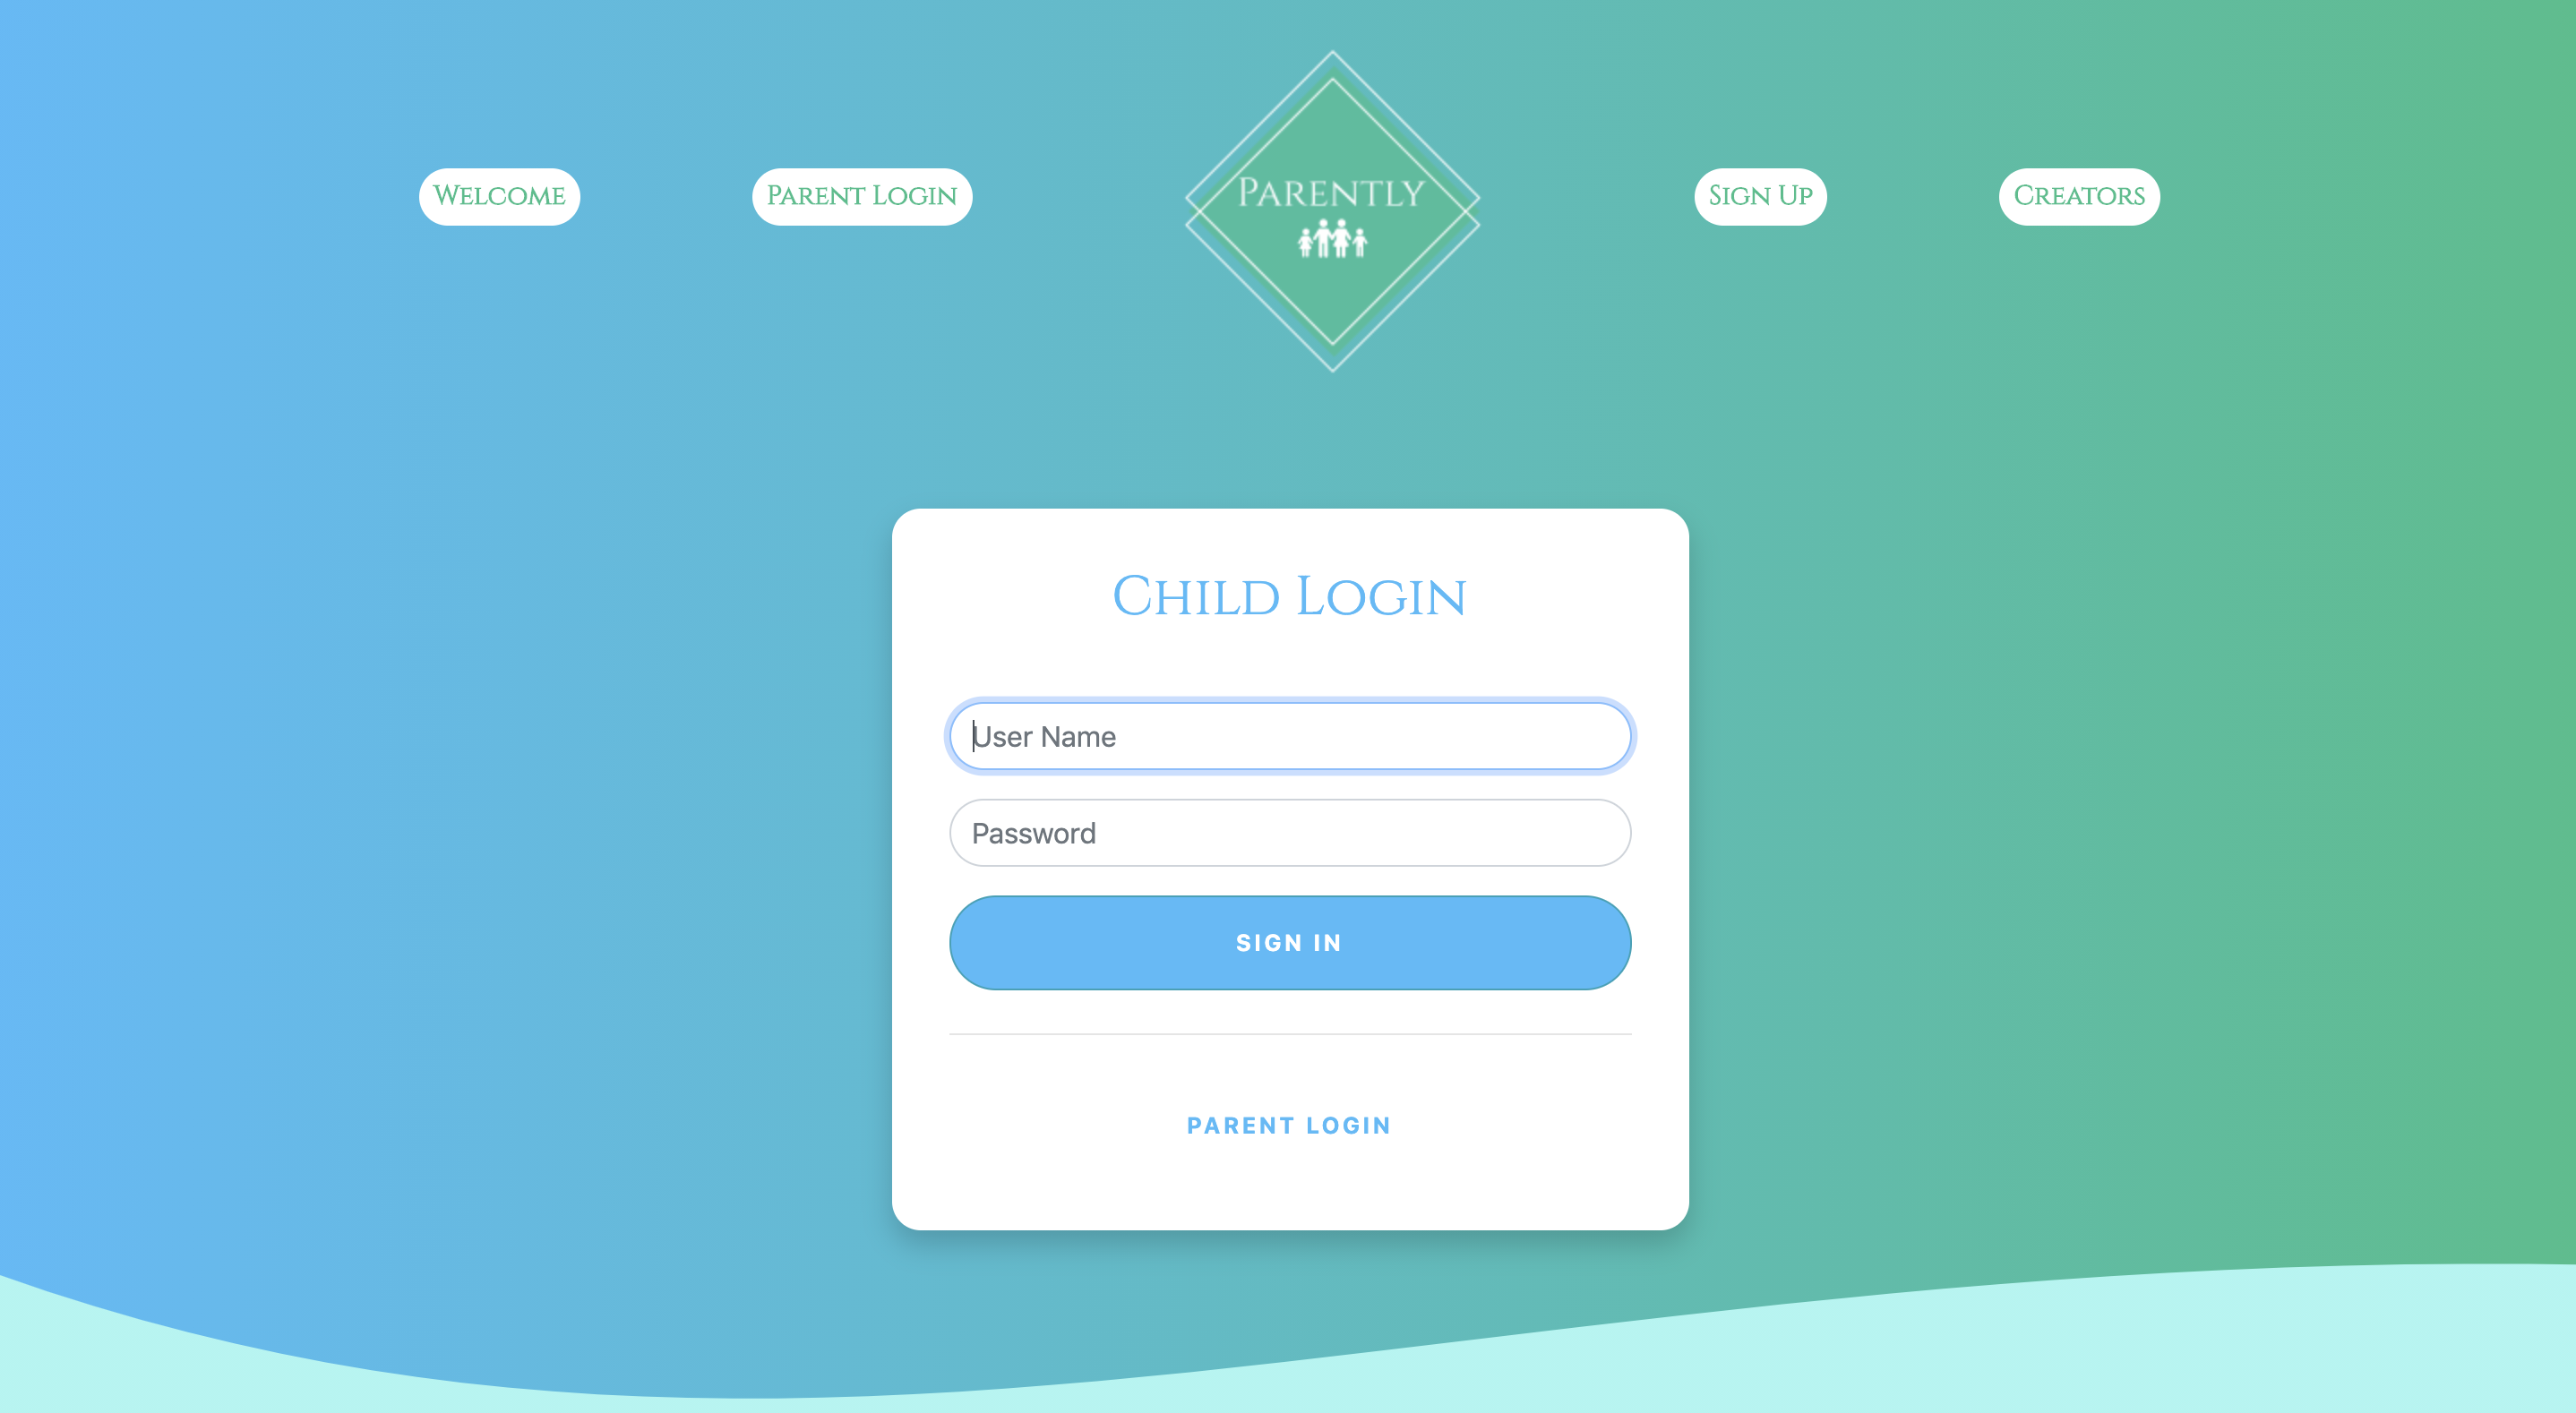 Welcome
Parent Login
Parently
Sign Up
Creators
Child Login
User Name
Password
SIGN IN
PARENT LOGIN